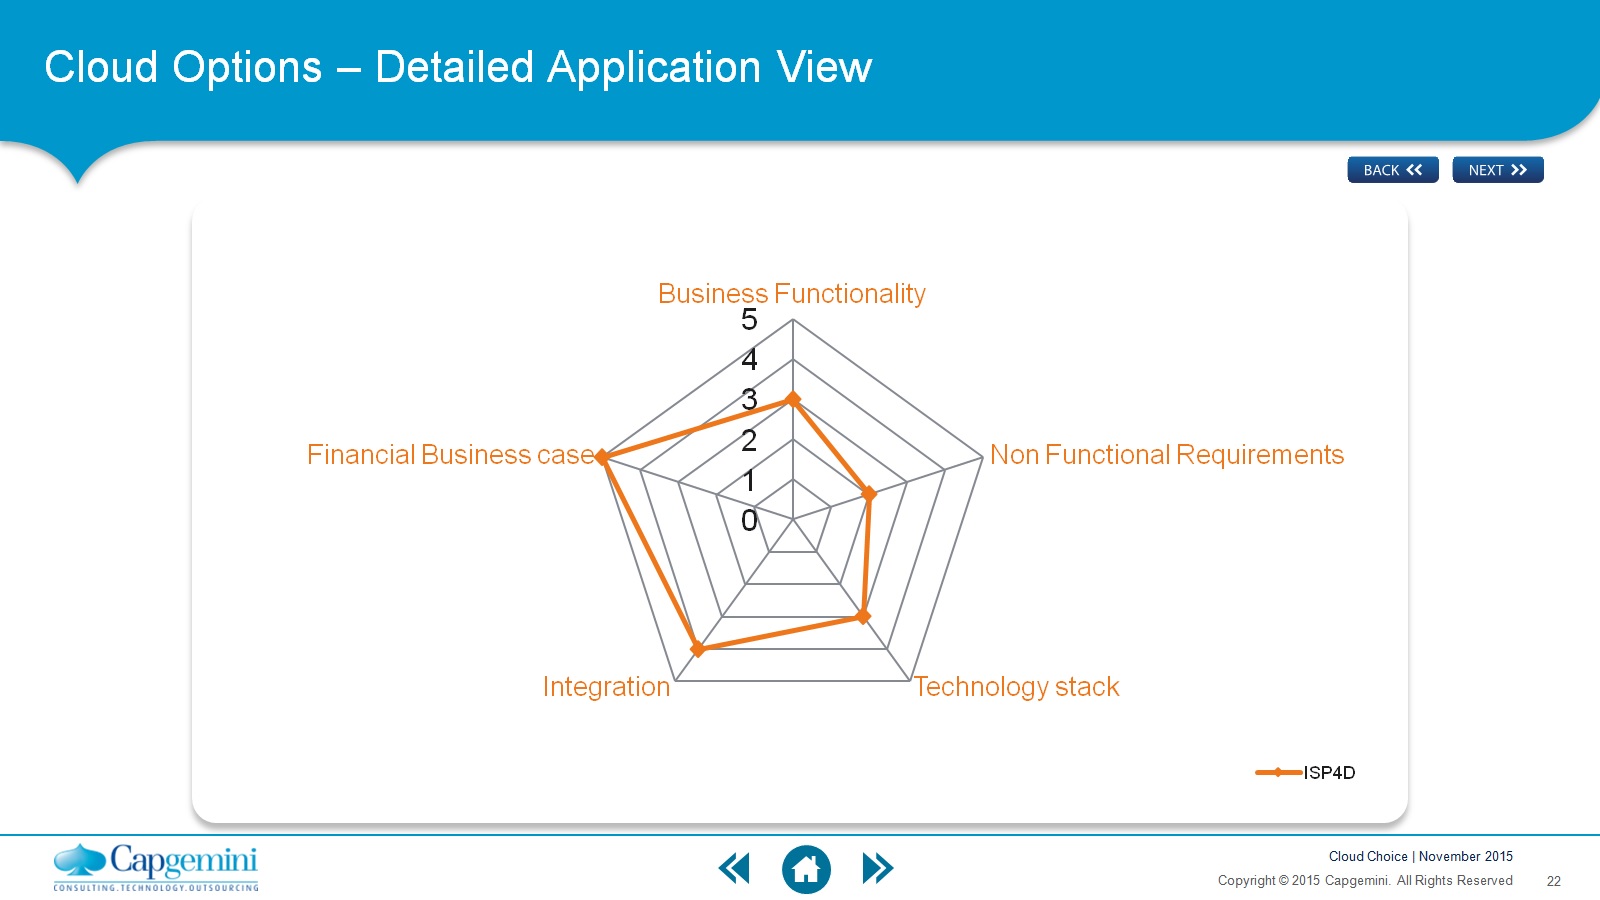 Cloud Options – Detailed Application View
BACK
NEXT
Business Functionality
5
4
3
2
1
0
Financial Business case
Non Functional Requirements
Integration
Technology stack
ISP4D
Capgemini
CONSULTING.TECHNOLOGY.OUTSOURCING
Cloud Choice | November 2015
Copyright © 2015 Capgemini. All Rights Reserved
22